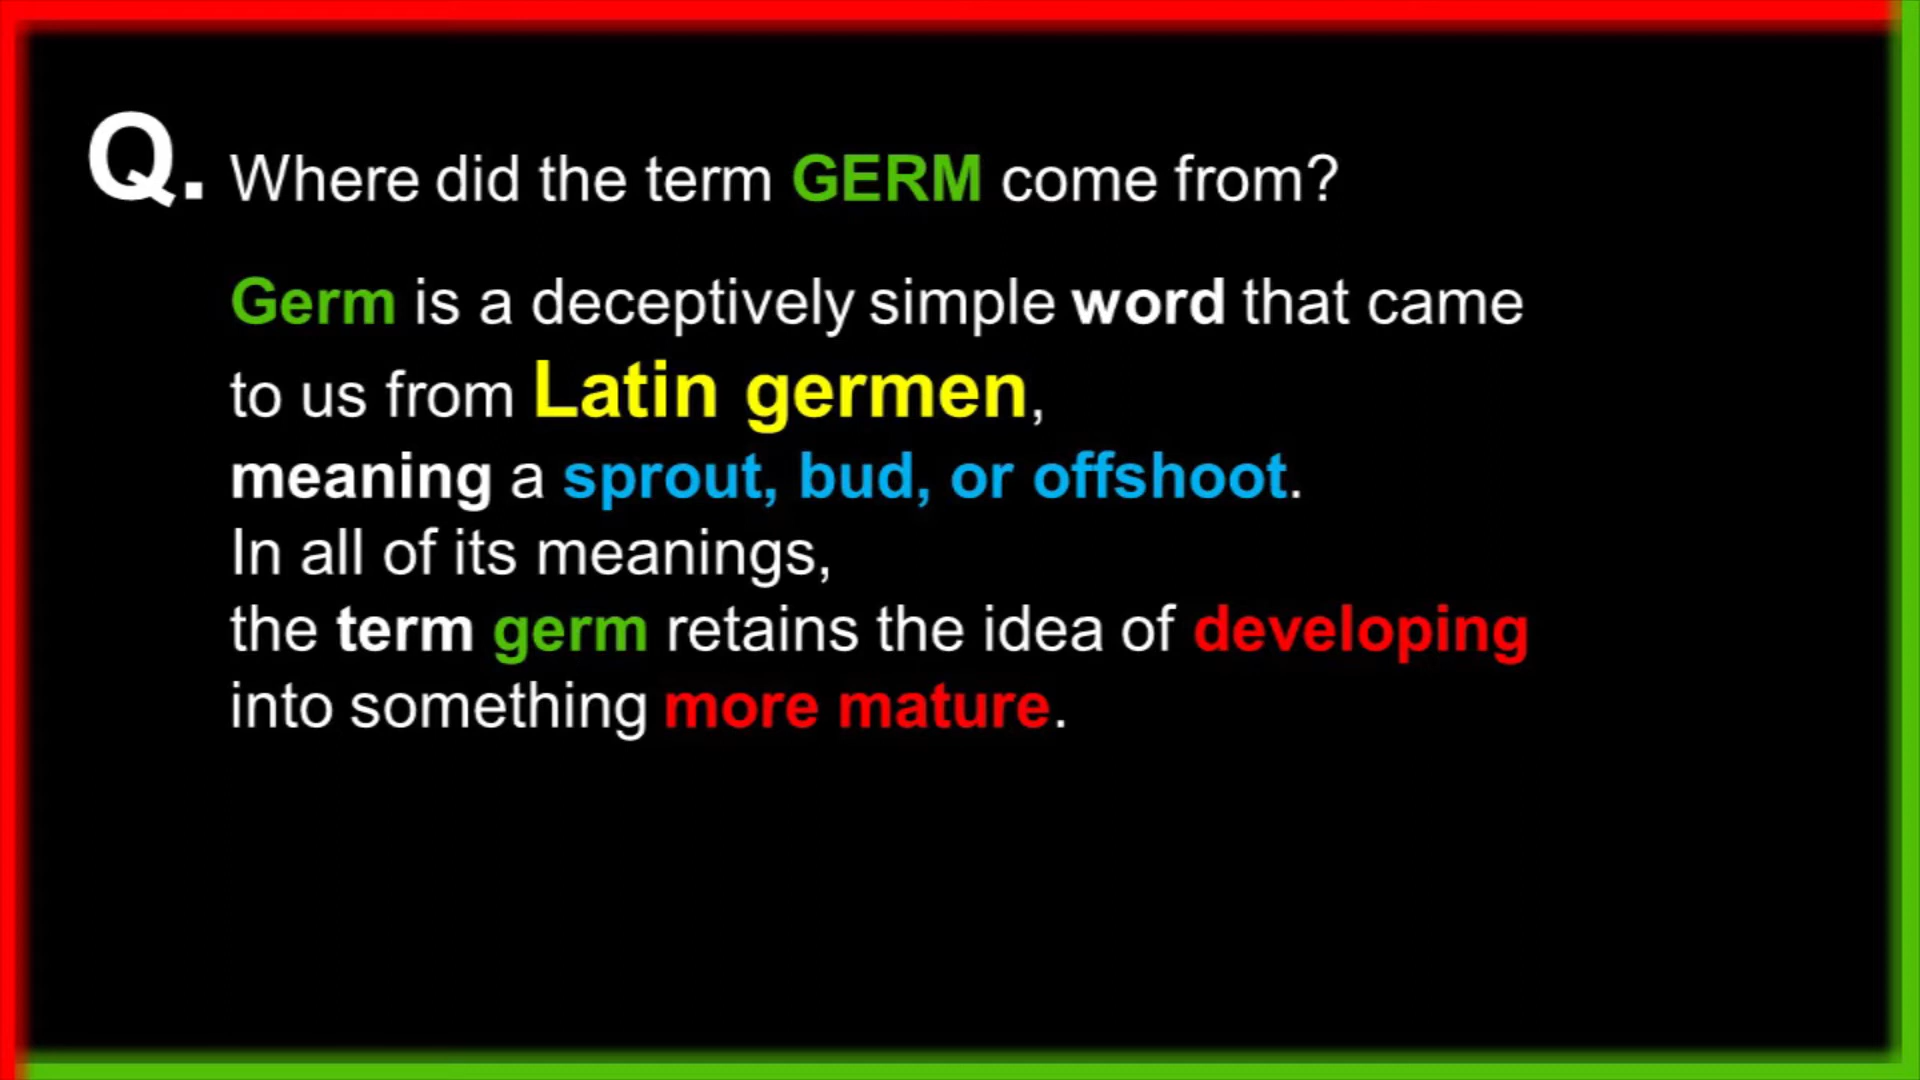 Q. Where did the term GERM come from?
Germ is a deceptively simple word that came
to us from Latin germen,
meaning a sprout, bud, or offshoot.
In all of its meanings,
the term germ retains the idea of developing
into something more mature.